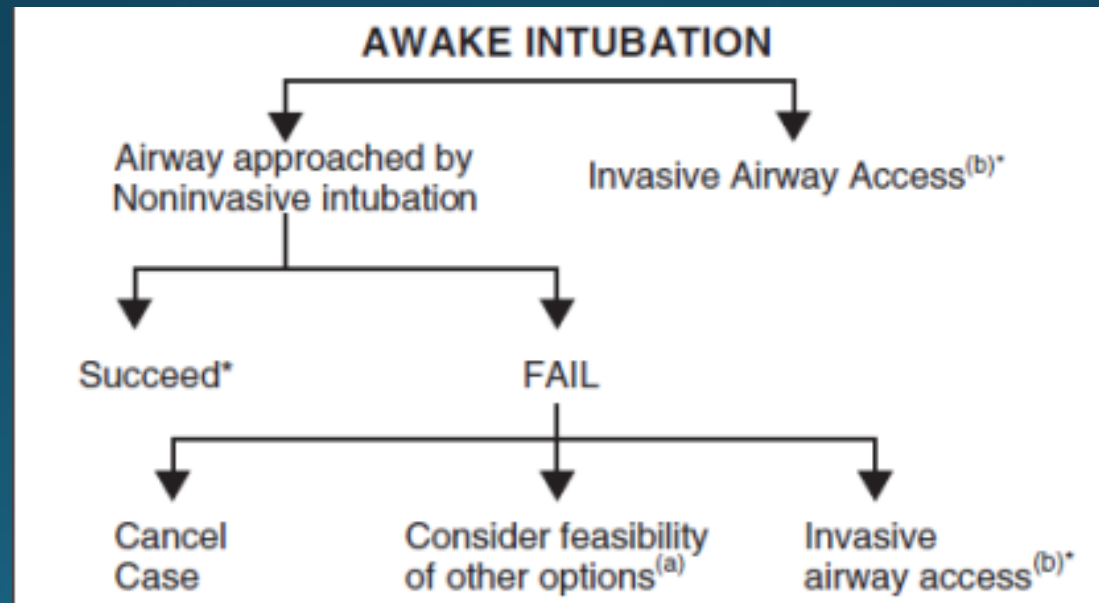 AWAKE INTUBATION
Airway approached by
Noninvasive intubation
Invasive Airway Access(b)*
Succeed*
FAIL
Cancel
Case
Consider feasibility
of other options(a)
Invasive
airway access(b)*